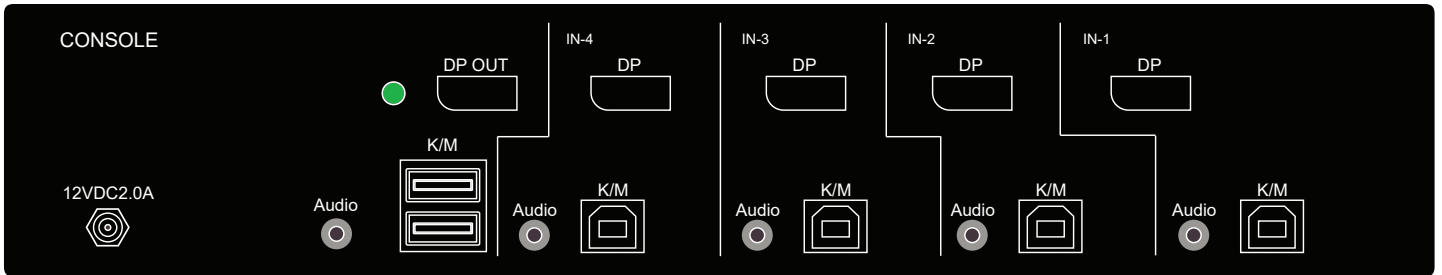 CONSOLE
IN-4
IN-3
IN-2
IN-1
DP OUT
DP
DP
DP
DP
K/M
12VDC2.0A
Audio
Audio
K/M
Audio
K/M
Audio
K/M
Audio
K/M